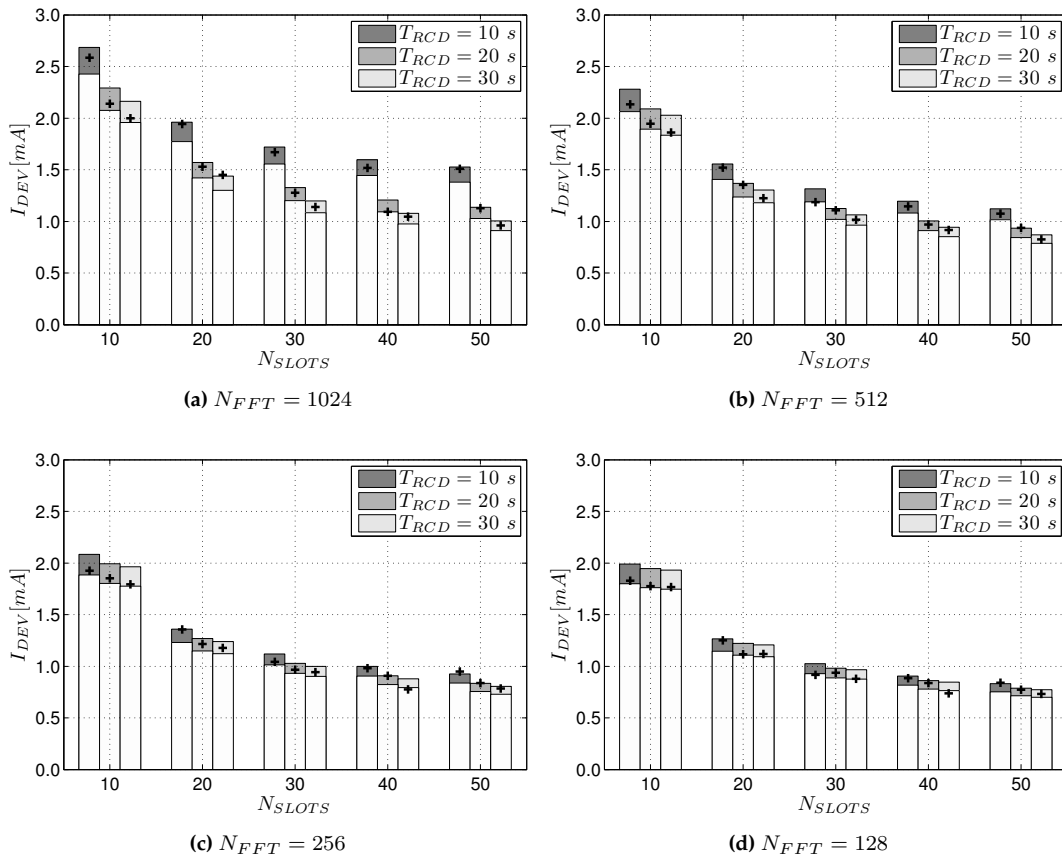 3.0
2.5
2.0
1.5
1.0
0.5
0.0
I_{DEV}[mA]
T_{RCD} = 10 s
T_{RCD} = 20 s
T_{RCD} = 30 s
10 20 30 40 50
N_{SLOTS}
(a) N_{FFT} = 1024
3.0
2.5
2.0
1.5
1.0
0.5
0.0
I_{DEV}[mA]
T_{RCD} = 10 s
T_{RCD} = 20 s
T_{RCD} = 30 s
10 20 30 40 50
N_{SLOTS}
(b) N_{FFT} = 512
3.0
2.5
2.0
1.5
1.0
0.5
0.0
I_{DEV}[mA]
T_{RCD} = 10 s
T_{RCD} = 20 s
T_{RCD} = 30 s
10 20 30 40 50
N_{SLOTS}
(c) N_{FFT} = 256
3.0
2.5
2.0
1.5
1.0
0.5
0.0
I_{DEV}[mA]
T_{RCD} = 10 s
T_{RCD} = 20 s
T_{RCD} = 30 s
10 20 30 40 50
N_{SLOTS}
(d) N_{FFT} = 128